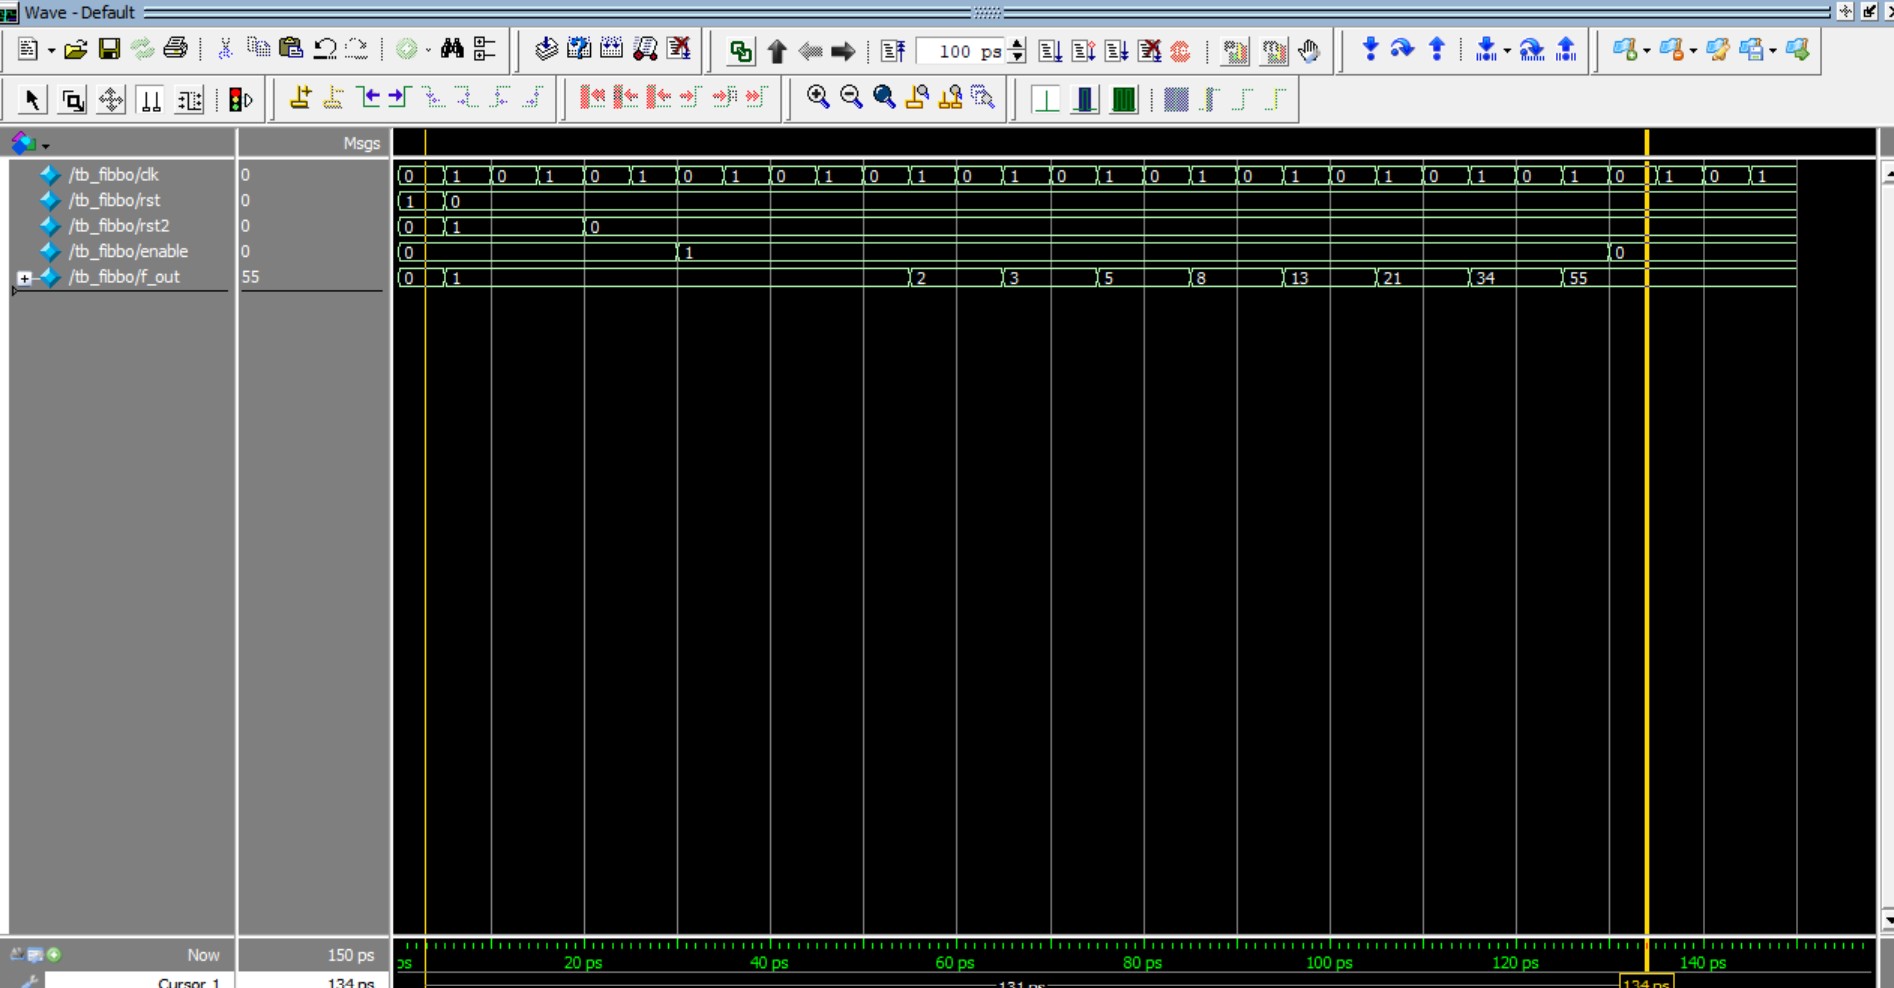 Wave - Default
100 ps
Msgs
/tb_fibbo/clk 0 0 1 0 1 0 1 0 1 0 1 0 1 0 1 0 1 0 1 0 1 0 1 0 1 0 1 0 1 0 1
/tb_fibbo/rst 0 1 0
/tb_fibbo/rst2 0 0 1 0
/tb_fibbo/enable 0 0 1 0
/tb_fibbo/f_out 55 0 1 2 3 5 8 13 21 34 55
Now 150 ps ps 20 ps 40 ps 60 ps 80 ps 100 ps 120 ps 140 ps
Cursor 1 134 ps 131 ps 134 ps